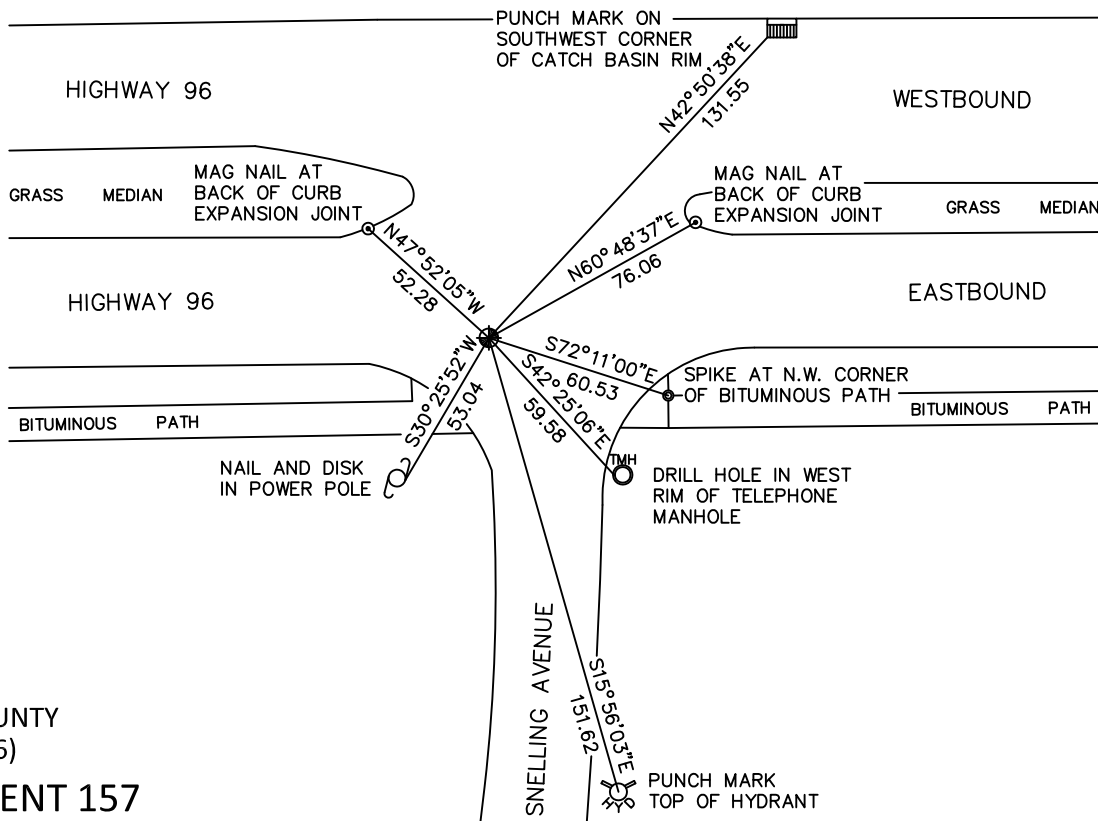 PUNCH MARK ON
SOUTHWEST CORNER
OF CATCH BASIN RIM
N42°50'38"E
131.55
HIGHWAY 96
WESTBOUND
MAG NAIL AT
BACK OF CURB
EXPANSION JOINT
GRASS MEDIAN
MAG NAIL AT
BACK OF CURB
EXPANSION JOINT
GRASS MEDIAN
N47°52'05"W
52.28
N60°48'37"E
76.06
HIGHWAY 96
EASTBOUND
S72°11'00"E
60.53
S42°25'06"E
59.58
S30°25'52"W
53.04
SPIKE AT N.W. CORNER
OF BITUMINOUS PATH
BITUMINOUS PATH
BITUMINOUS PATH
NAIL AND DISK
IN POWER POLE
TMH
DRILL HOLE IN WEST
RIM OF TELEPHONE
MANHOLE
SNELLING AVENUE
S15°56'03"E
151.62
HYD
PUNCH MARK
TOP OF HYDRANT
UNTY
6)
ENT 157